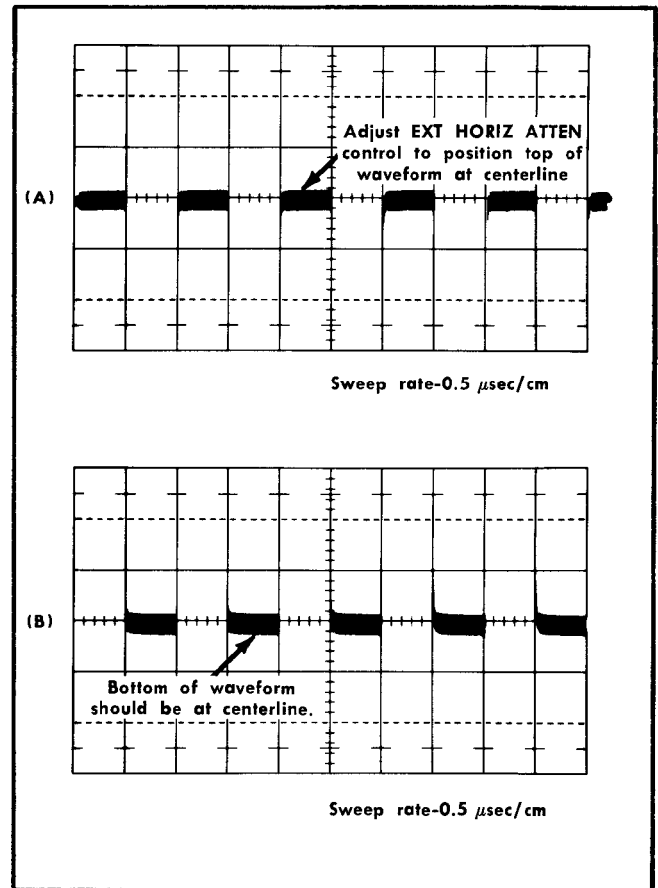 Adjust EXT HORIZ ATTEN
control to position top of
waveform at centerline
(A)
Sweep rate-0.5 μsec/cm
(B)
Bottom of waveform
should be at centerline.
Sweep rate-0.5 μsec/cm